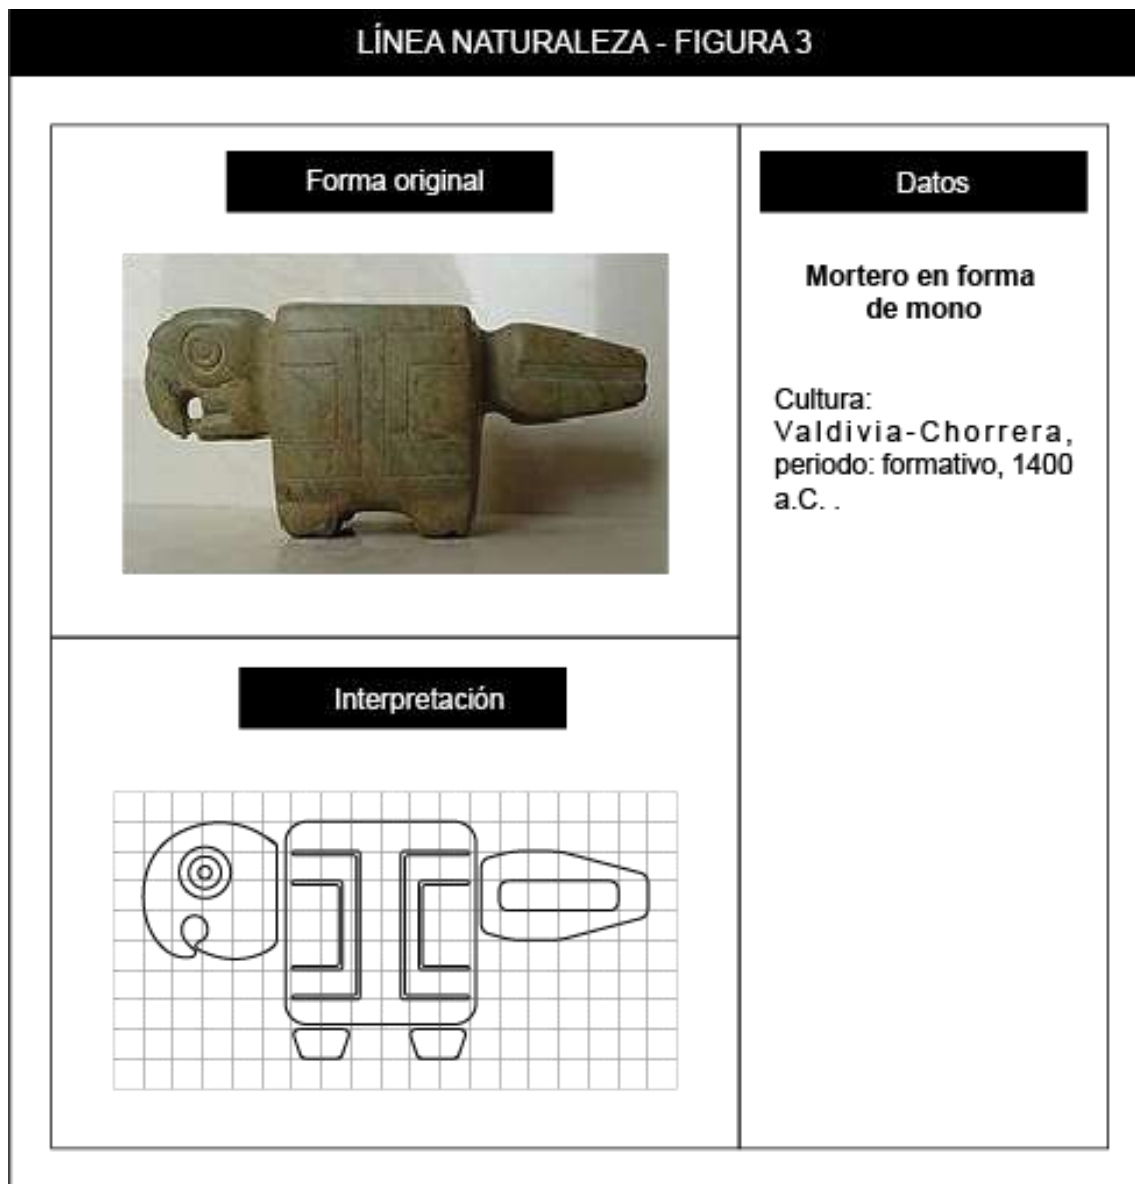 LÍNEA NATURALEZA - FIGURA 3
Forma original
Datos
Mortero en forma
de mono
Cultura:
Valdivia-Chorrera,
periodo: formativo, 1400
a.C. .
Interpretación